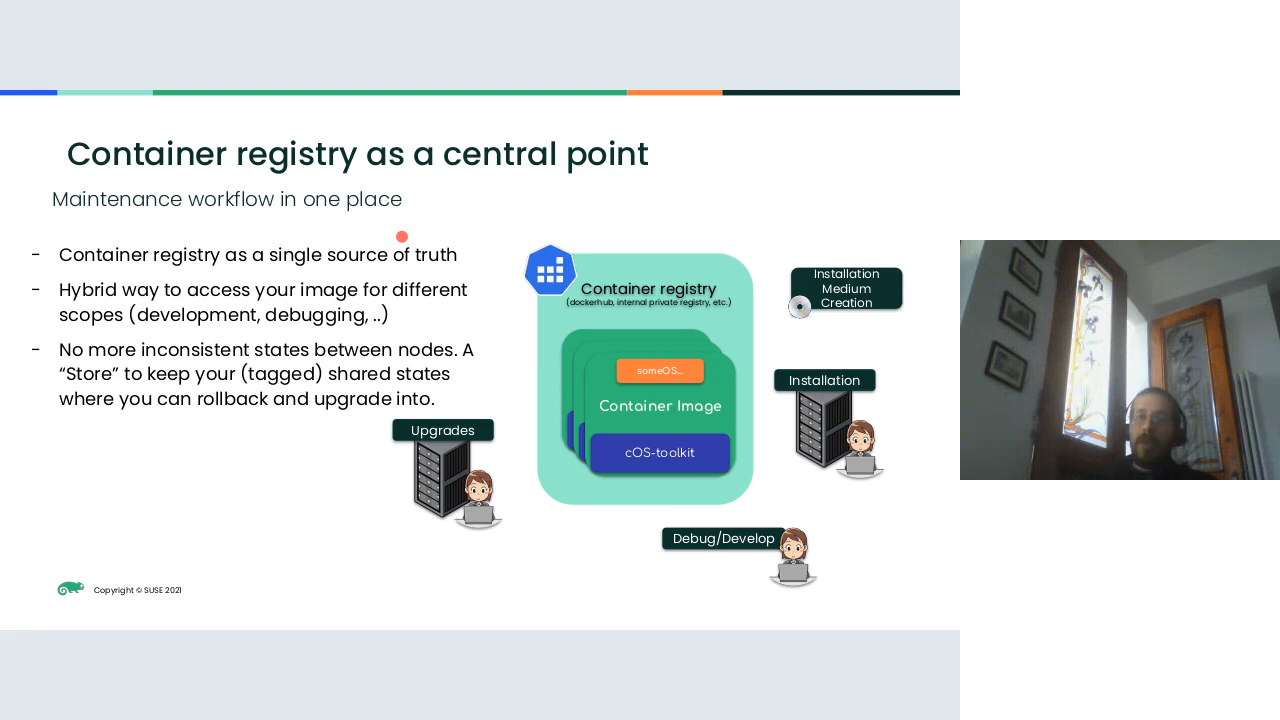 Container registry as a central point
Maintenance workflow in one place
- Container registry as a single source of truth
- Hybrid way to access your image for different
scopes (development, debugging, ..)
- No more inconsistent states between nodes. A
“Store” to keep your (tagged) shared states
where you can rollback and upgrade into.
Upgrades
Container registry
(dockerhub, internal private registry, etc.)
someOS...
Container Image
cOS-toolkit
Installation
Medium
Creation
Installation
Debug/Develop
Copyright © SUSE 2021